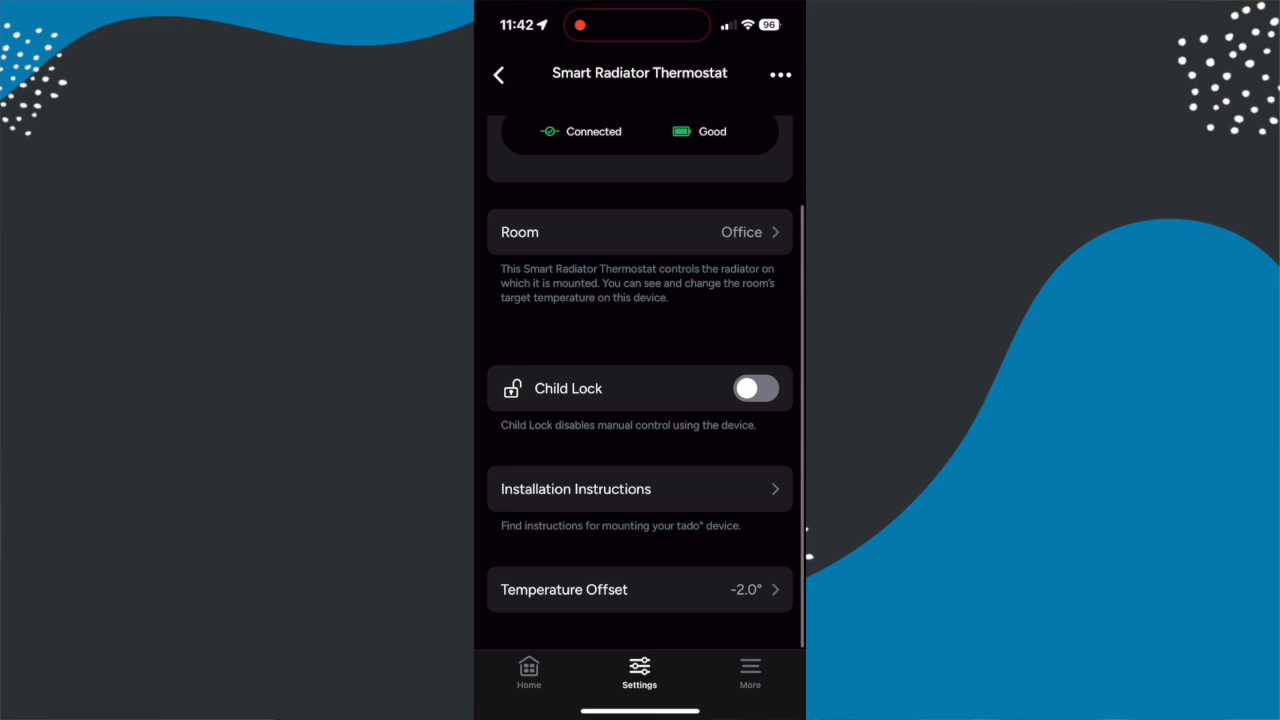 11:42
96
Smart Radiator Thermostat
Connected
Good
Room
Office
This Smart Radiator Thermostat controls the radiator on
which it is mounted. You can see and change the room's
target temperature on this device.
Child Lock
Child Lock disables manual control using the device.
Installation Instructions
Find instructions for mounting your tado° device.
Temperature Offset
-2.0°
Home
Settings
More